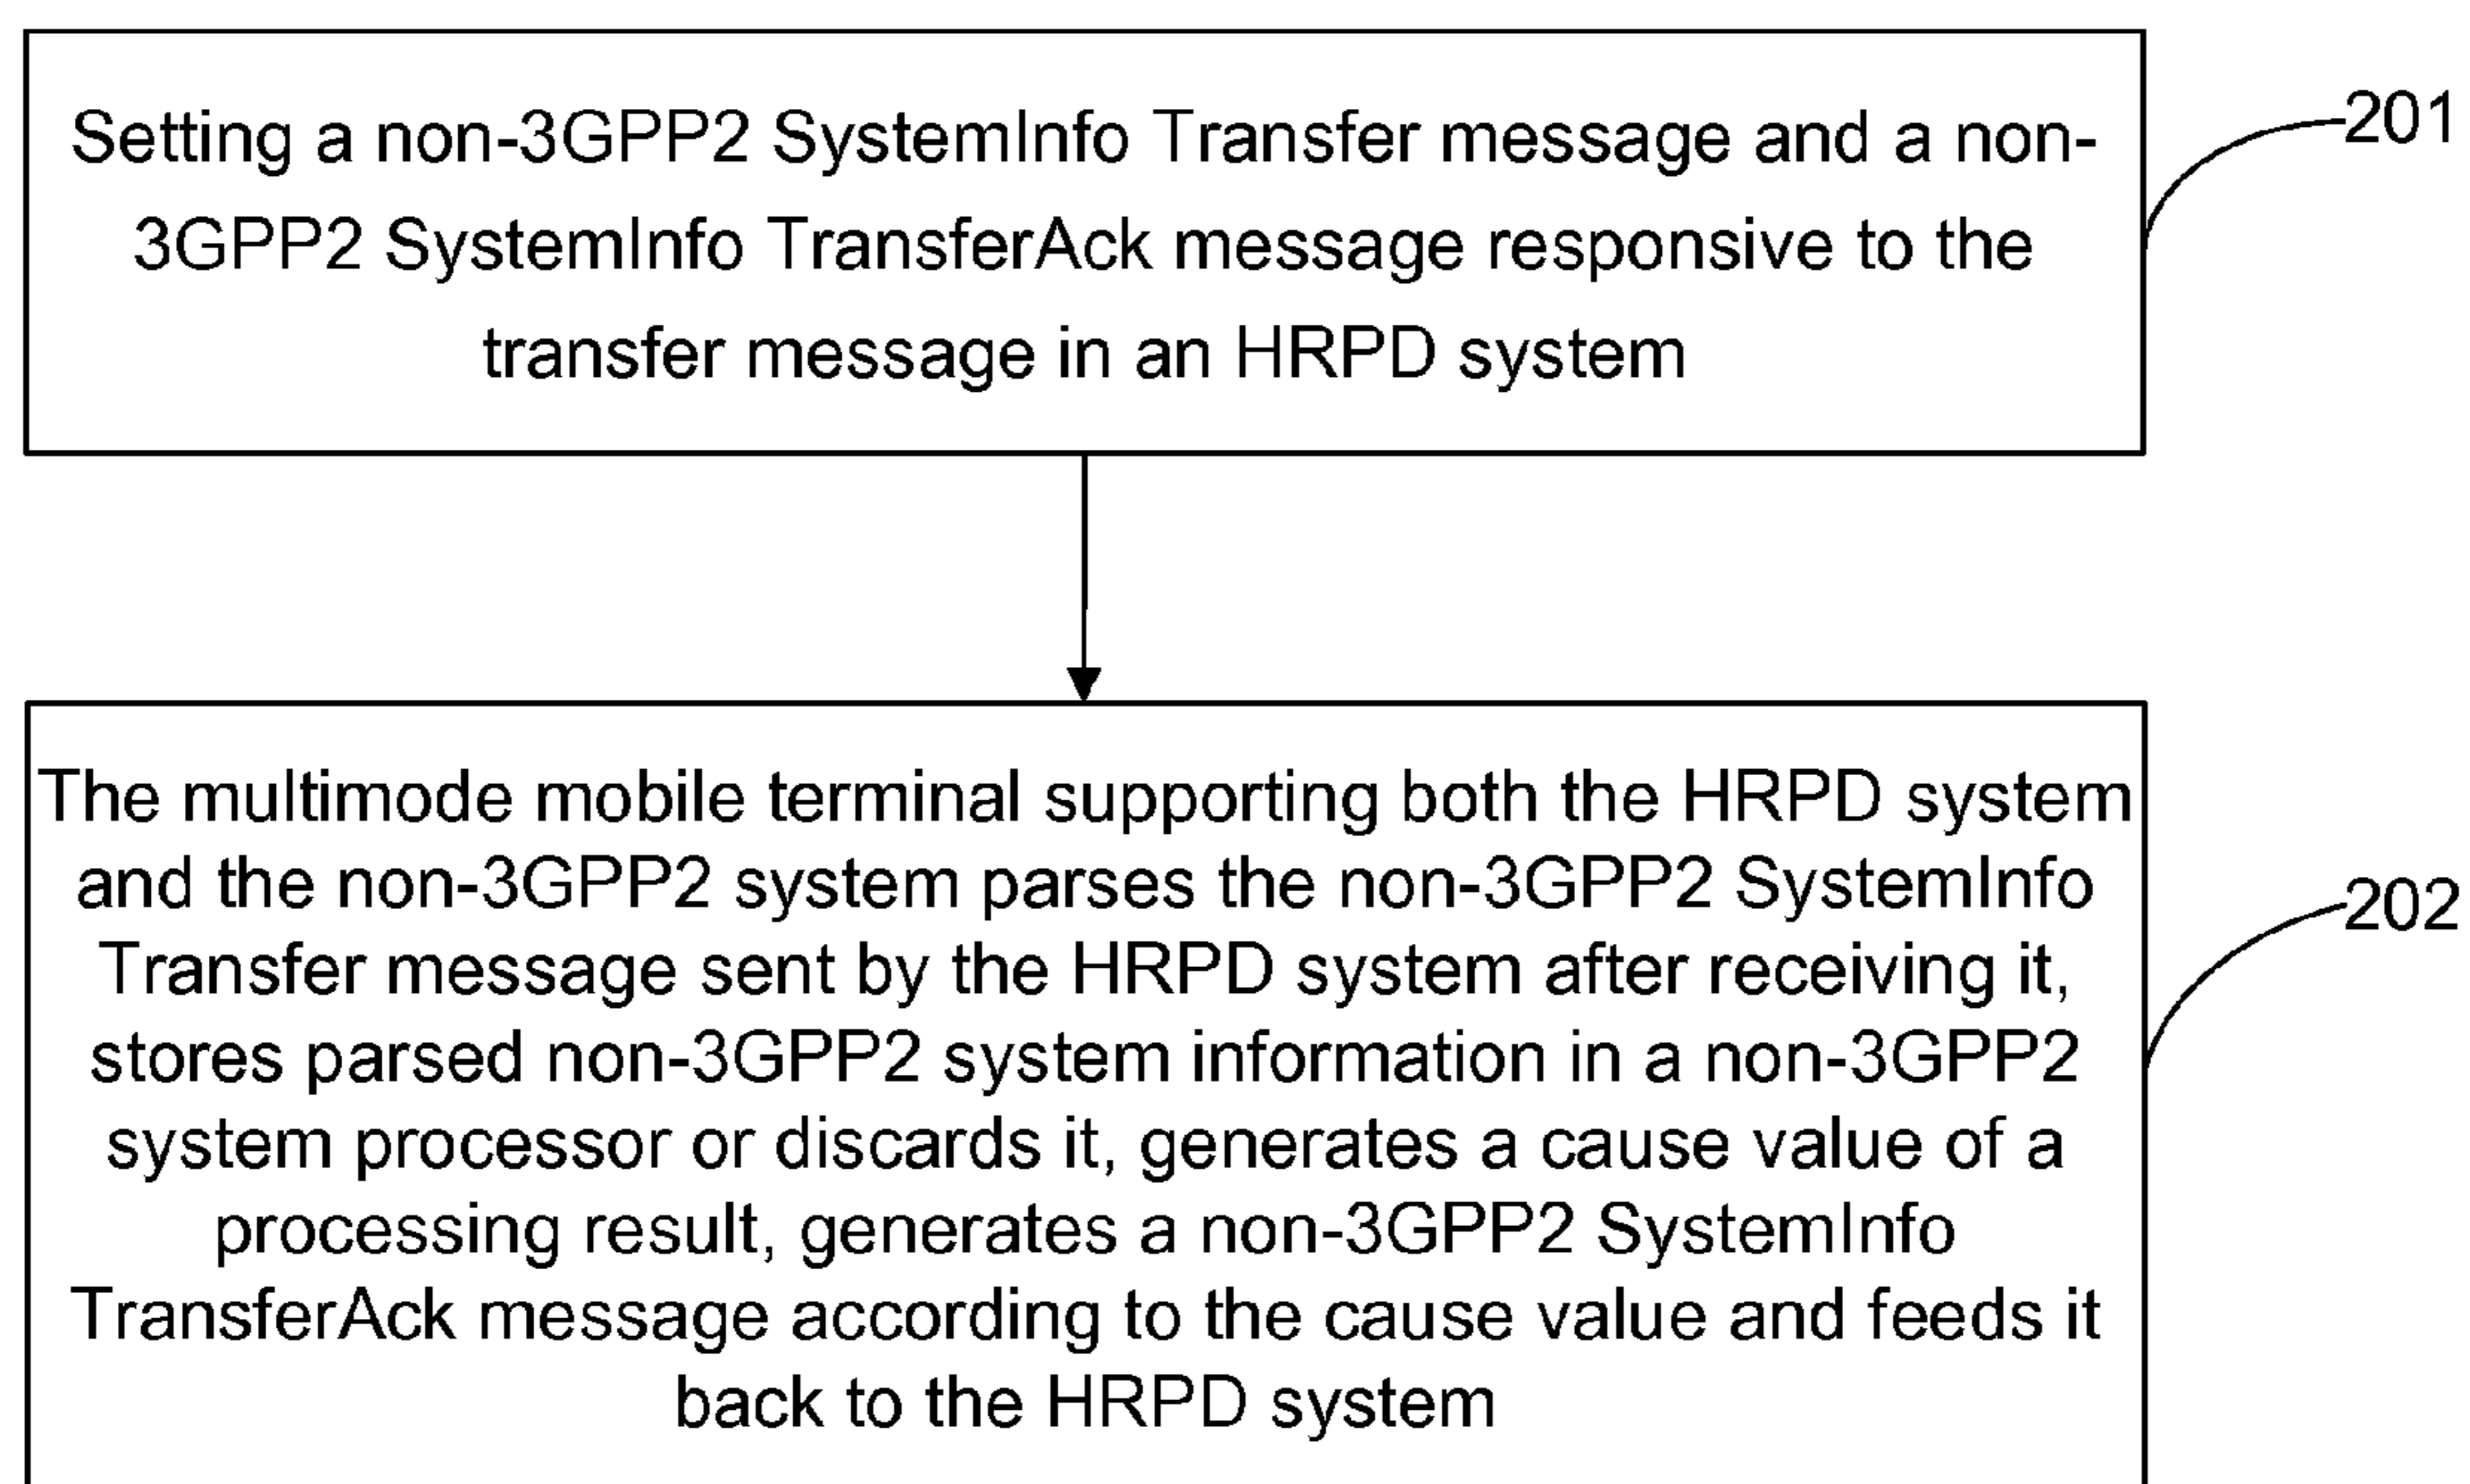 Setting a non-3GPP2 SystemInfo Transfer message and a non-
3GPP2 SystemInfo TransferAck message responsive to the
transfer message in an HRPD system
201
The multimode mobile terminal supporting both the HRPD system
and the non-3GPP2 system parses the non-3GPP2 SystemInfo
Transfer message sent by the HRPD system after receiving it,
stores parsed non-3GPP2 system information in a non-3GPP2
system processor or discards it, generates a cause value of a
processing result, generates a non-3GPP2 SystemInfo
TransferAck message according to the cause value and feeds it
back to the HRPD system
202